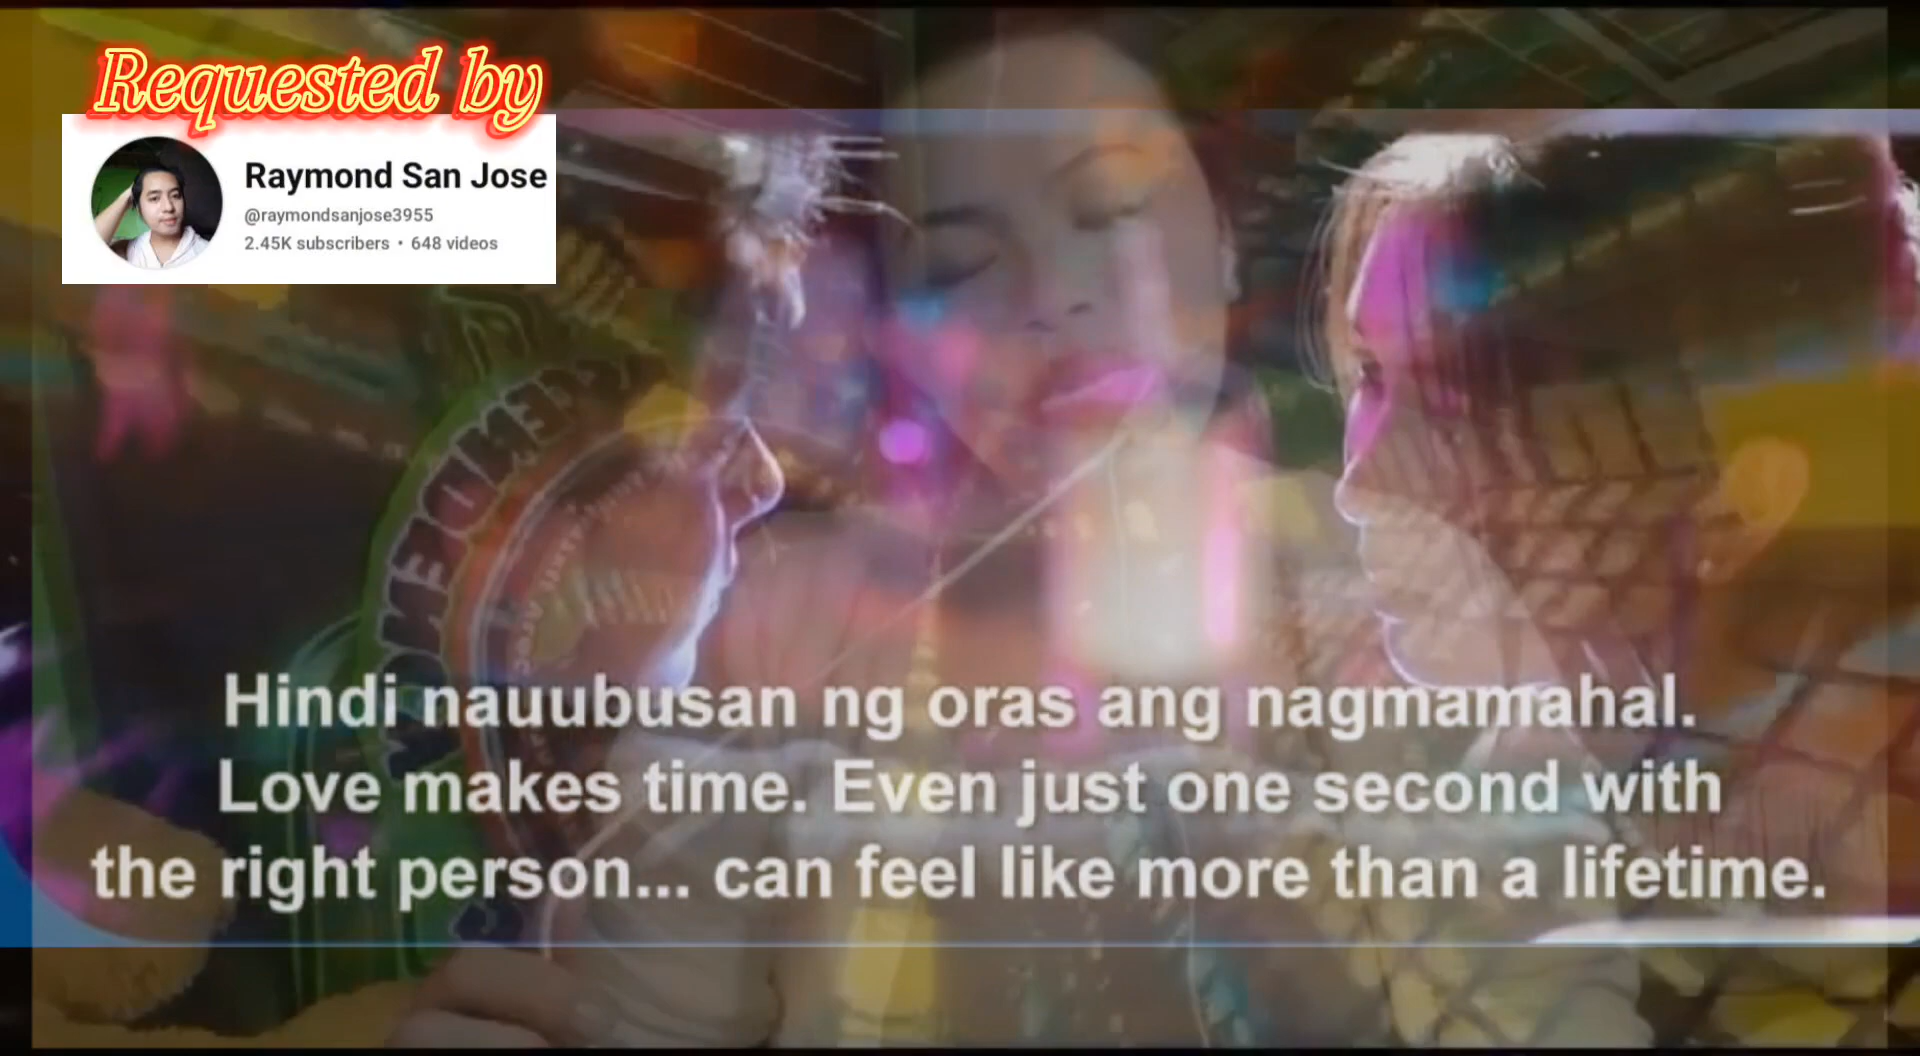 Requested by
Raymond San Jose
@raymondsanjose3955
2.45K subscribers • 648 videos
Hindi nauubusan ng oras ang nagmamahal.
Love makes time. Even just one second with
the right person... can feel like more than a lifetime.